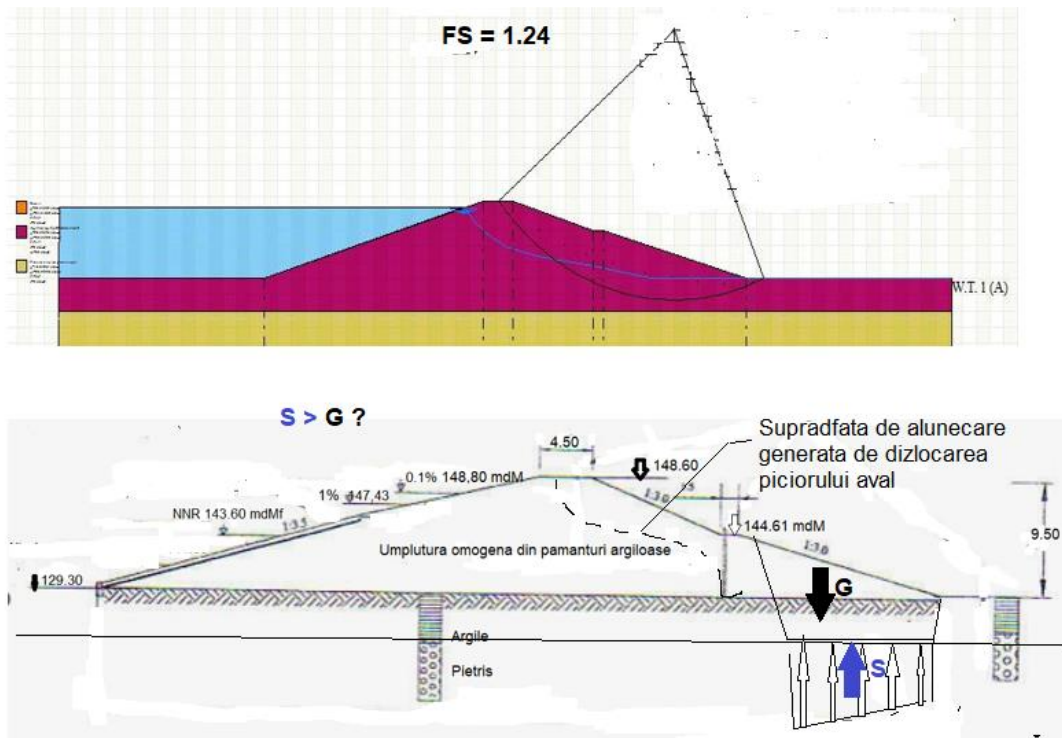 FS = 1.24
W.T. 1 (A)
S > G ?
Supradfata de alunecare
generata de dizlocarea
piciorului aval
4.50
148.60
0.1% 148,80 mdM
1% 147,43
1:3.0
NNR 143.60 mdMf
1:3.5
144.61 mdM
1:3.0
9.50
Umplutura omogena din pamanturi argiloase
129.30
G
Argile
Pietris
S